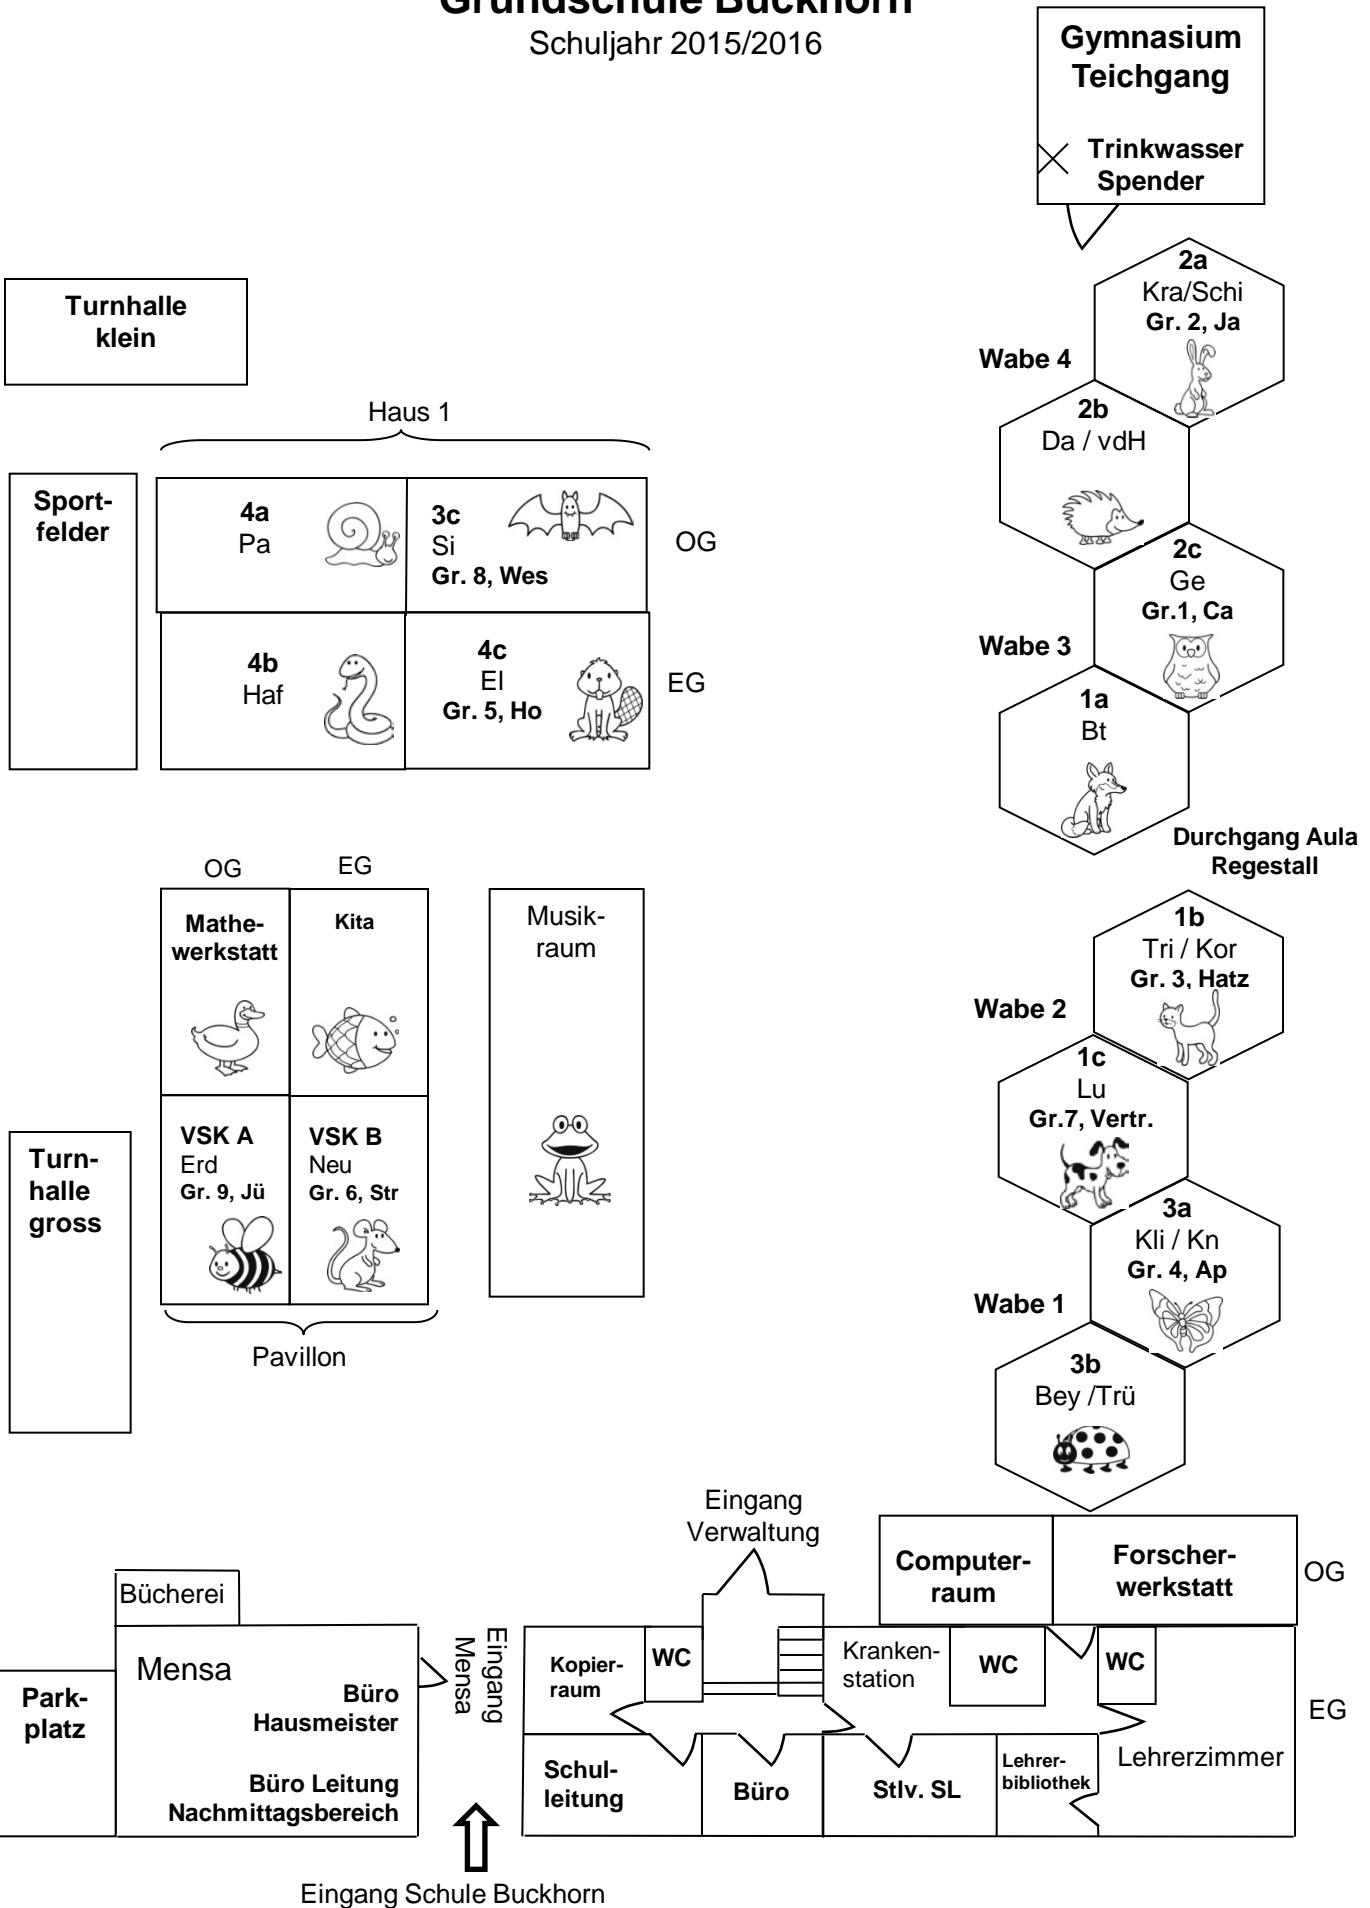 Grundschule Buckhorn
Schuljahr 2015/2016
Gymnasium
Teichgang
Trinkwasser
Spender
2a
Kra/Schi
Gr. 2, Ja
Wabe 4
2b
Da / vdH
2c
Ge
Gr.1, Ca
Wabe 3
1a
Bt
Durchgang Aula
Regestall
1b
Tri / Kor
Gr. 3, Hatz
Wabe 2
1c
Lu
Gr.7, Vertr.
3a
Kli / Kn
Gr. 4, Ap
Wabe 1
3b
Bey /Trü
Turnhalle
klein
Haus 1
Sport-
felder
4a
Pa
3c
Si
Gr. 8, Wes
OG
4b
Haf
4c
El
Gr. 5, Ho
EG
OG
EG
Mathe-
werkstatt
Kita
Musik-
raum
VSK A
Erd
Gr. 9, Jü
VSK B
Neu
Gr. 6, Str
Turn-
halle
gross
Pavillon
Eingang
Verwaltung
Computer-
raum
Forscher-
werkstatt
OG
Bücherei
Mensa
Büro
Hausmeister
Büro Leitung
Nachmittagsbereich
Park-
platz
Eingang
Mensa
Kopier-
raum
WC
Kranken-
station
WC
WC
EG
Schul-
leitung
Büro
Stlv. SL
Lehrer-
bibliothek
Lehrerzimmer
Eingang Schule Buckhorn